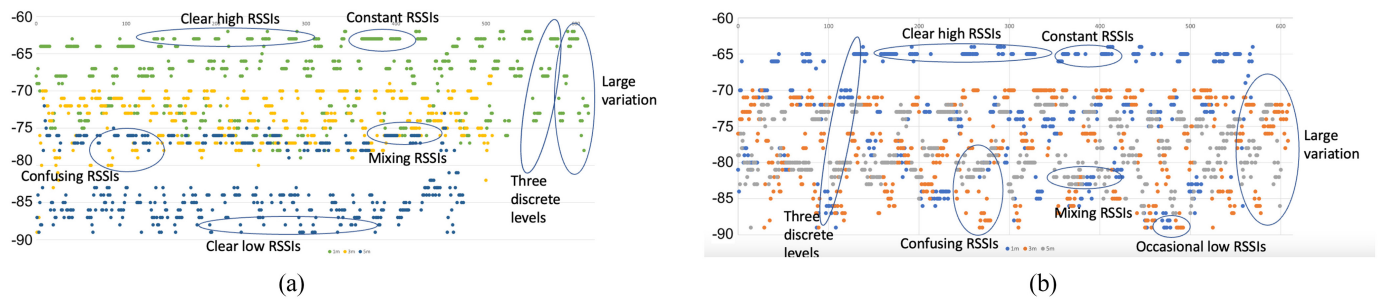 -60
Clear high RSSIs
Constant RSSIs
100
500
-65
Large
variation
-70
-75
Mixing RSSIs
-80
Confusing RSSIs
Three
discrete
levels
-85
Clear low RSSIs
-90
1m 3m 5m
(a)
-60
0
100
200
300
400
500
600
Clear high RSSIs
Constant RSSIs
-65
-70
-75
Large
variation
-80
-85
Mixing RSSIs
Three
discrete
levels
-90
Confusing RSSIs
1m 3m 5m
Occasional low RSSIs
(b)